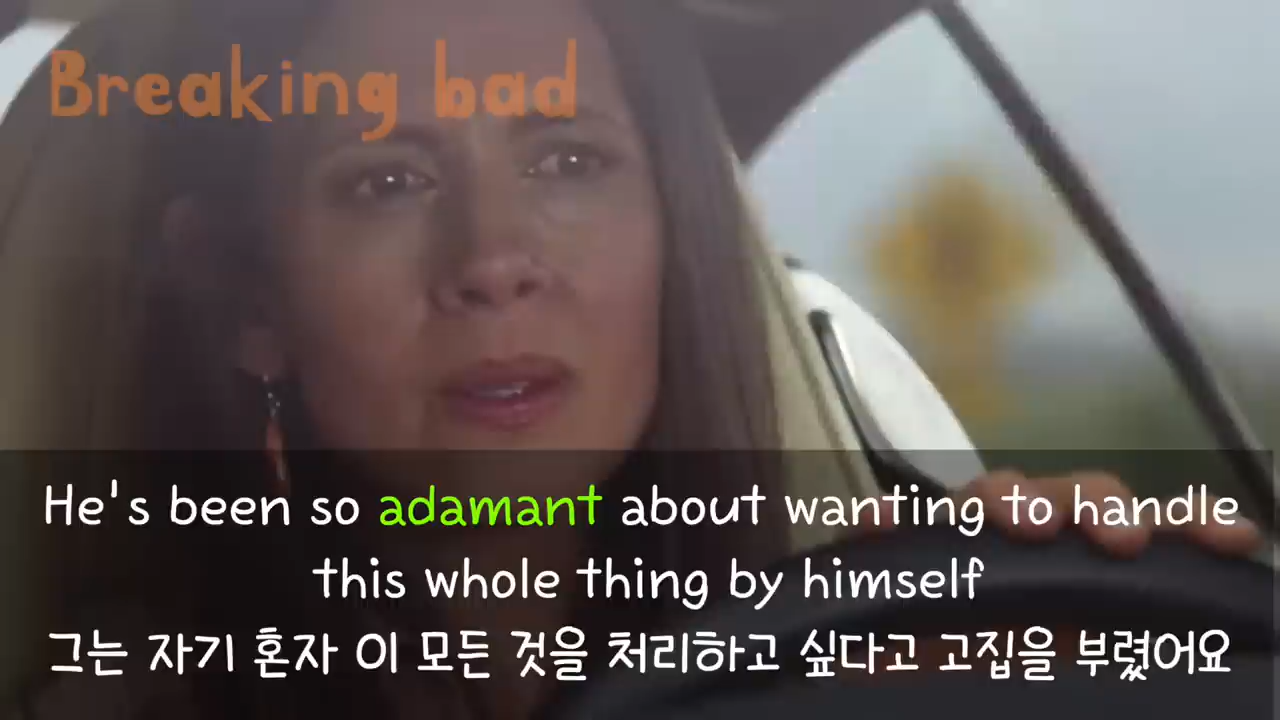 Breaking bad
He's been so adamant about wanting to handle
this whole thing by himself
그는 자기 혼자 이 모든 것을 처리하고 싶다고 고집을 부렸어요